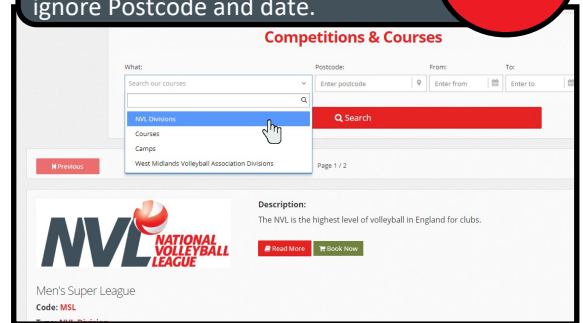 ignore Postcode and date.
Competitions & Courses
What: Postcode: From: To:
Search our courses Enter postcode Enter from Enter to
NVL Divisions
Search
Courses
Camps
West Midlands Volleyball Association Divisions
Previous Page 1 / 2
Description:
The NVL is the highest level of volleyball in England for clubs.
NVL NATIONAL VOLLEYBALL LEAGUE
Read More Book Now
Men's Super League
Code: MSL
Type: NVL Division